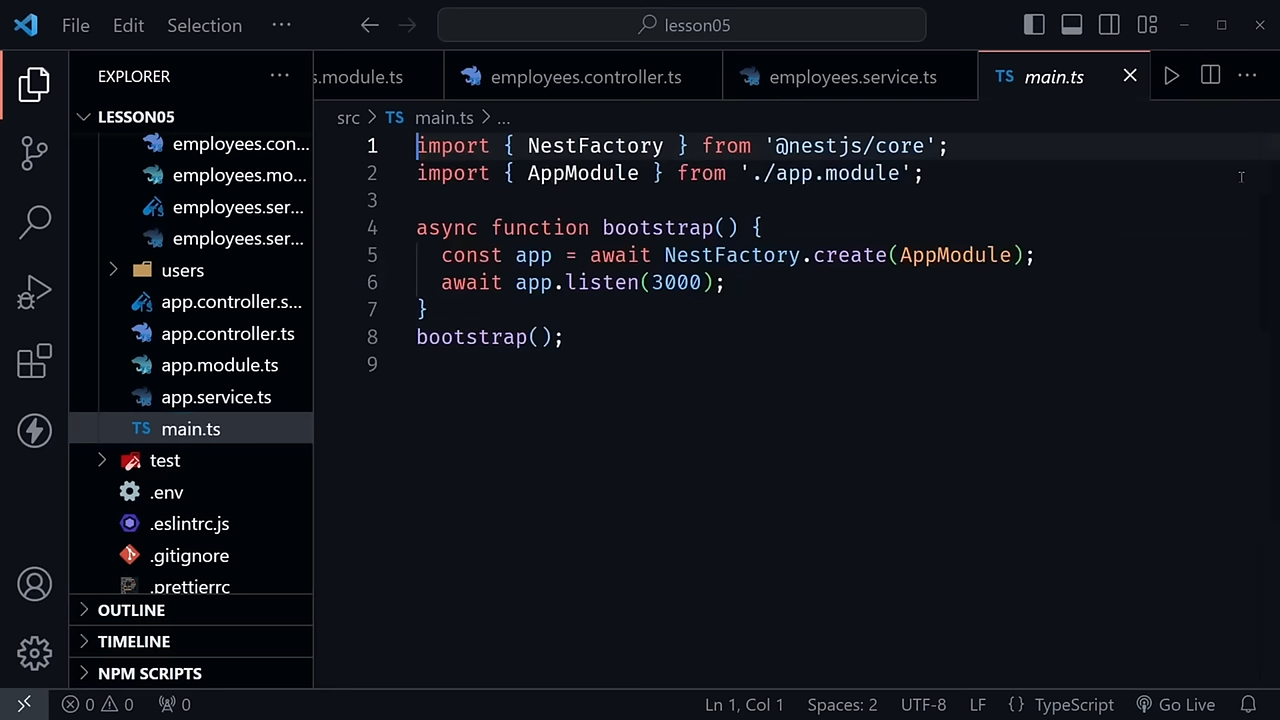 File Edit Selection ··· lesson05
EXPLORER ···
LESSON05
employees.con...
employees.mo...
employees.ser...
employees.ser...
users
app.controller.s...
app.controller.ts
app.module.ts
app.service.ts
TS main.ts
test
.env
.eslintrc.js
.gitignore
.prettierrc
OUTLINE
TIMELINE
NPM SCRIPTS
s.module.ts employees.controller.ts employees.service.ts TS main.ts
src > TS main.ts > ...
1 import { NestFactory } from '@nestjs/core';
2 import { AppModule } from './app.module';
3
4 async function bootstrap() {
5 const app = await NestFactory.create(AppModule);
6 await app.listen(3000);
7 }
8 bootstrap();
9
0 0 0 Ln 1, Col 1 Spaces: 2 UTF-8 LF {} TypeScript Go Live